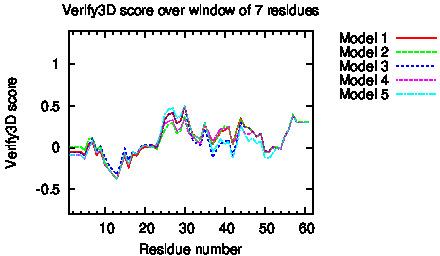 Verify3D score over window of 7 residues
Model 1
Model 2
Model 3
Model 4
Model 5
Verify3D score
1
0.5
0
-0.5
10 20 30 40 50 60
Residue number